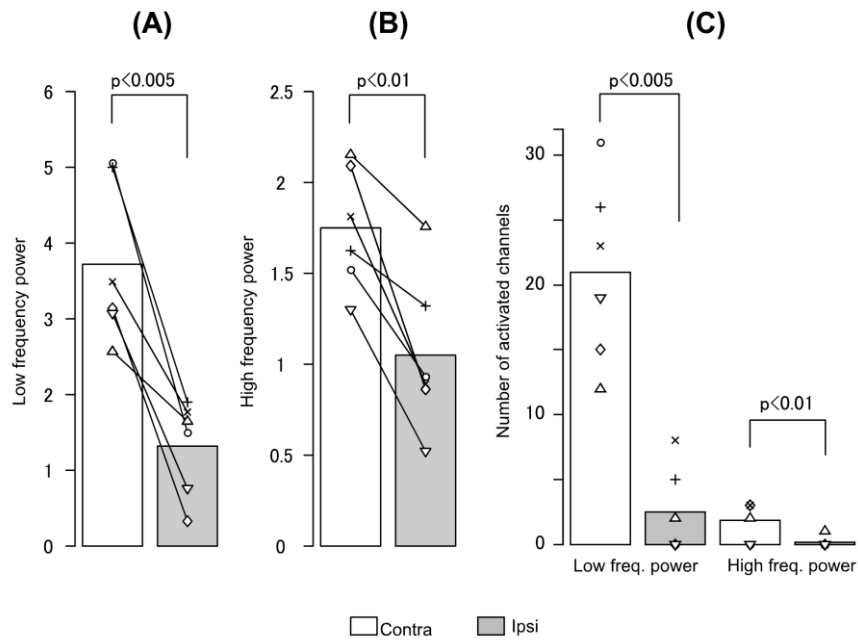 (A)
(B)
(C)
p<0.005
p<0.01
p<0.005
p<0.01
Low frequency power
6
5
4
3
2
1
0
High frequency power
2.5
2
1.5
1
0.5
0
Number of activated channels
30
20
10
0
Low freq. power
High freq. power
Contra
Ipsi